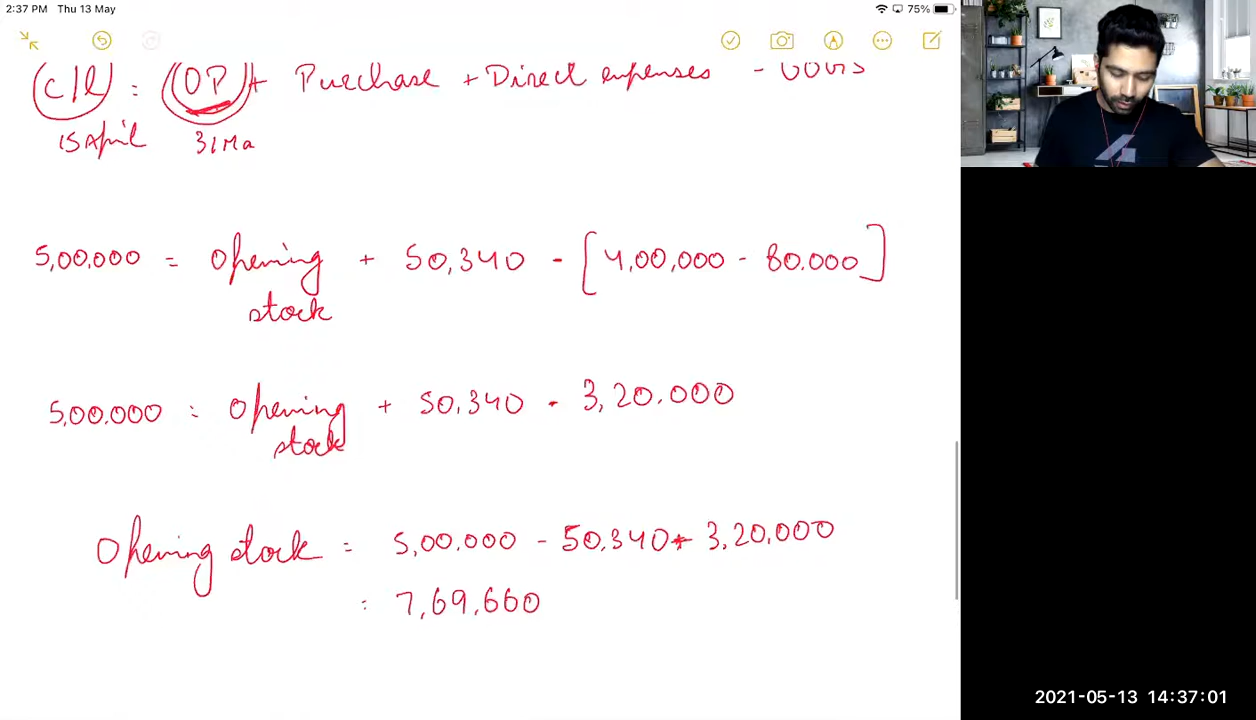 2:37 PM Thu 13 May 75%
C/l : OP + Purchase + Direct expenses -
15 April 31 Ma
5,00,000 = Opening stock + 50,340 - [4,00,000 - 80,000]
5,00,000 : Opening stock + 50,340 - 3,20,000
Opening stock = 5,00,000 - 50,340 + 3,20,000
: 7,69,660
2021-05-13 14:37:01